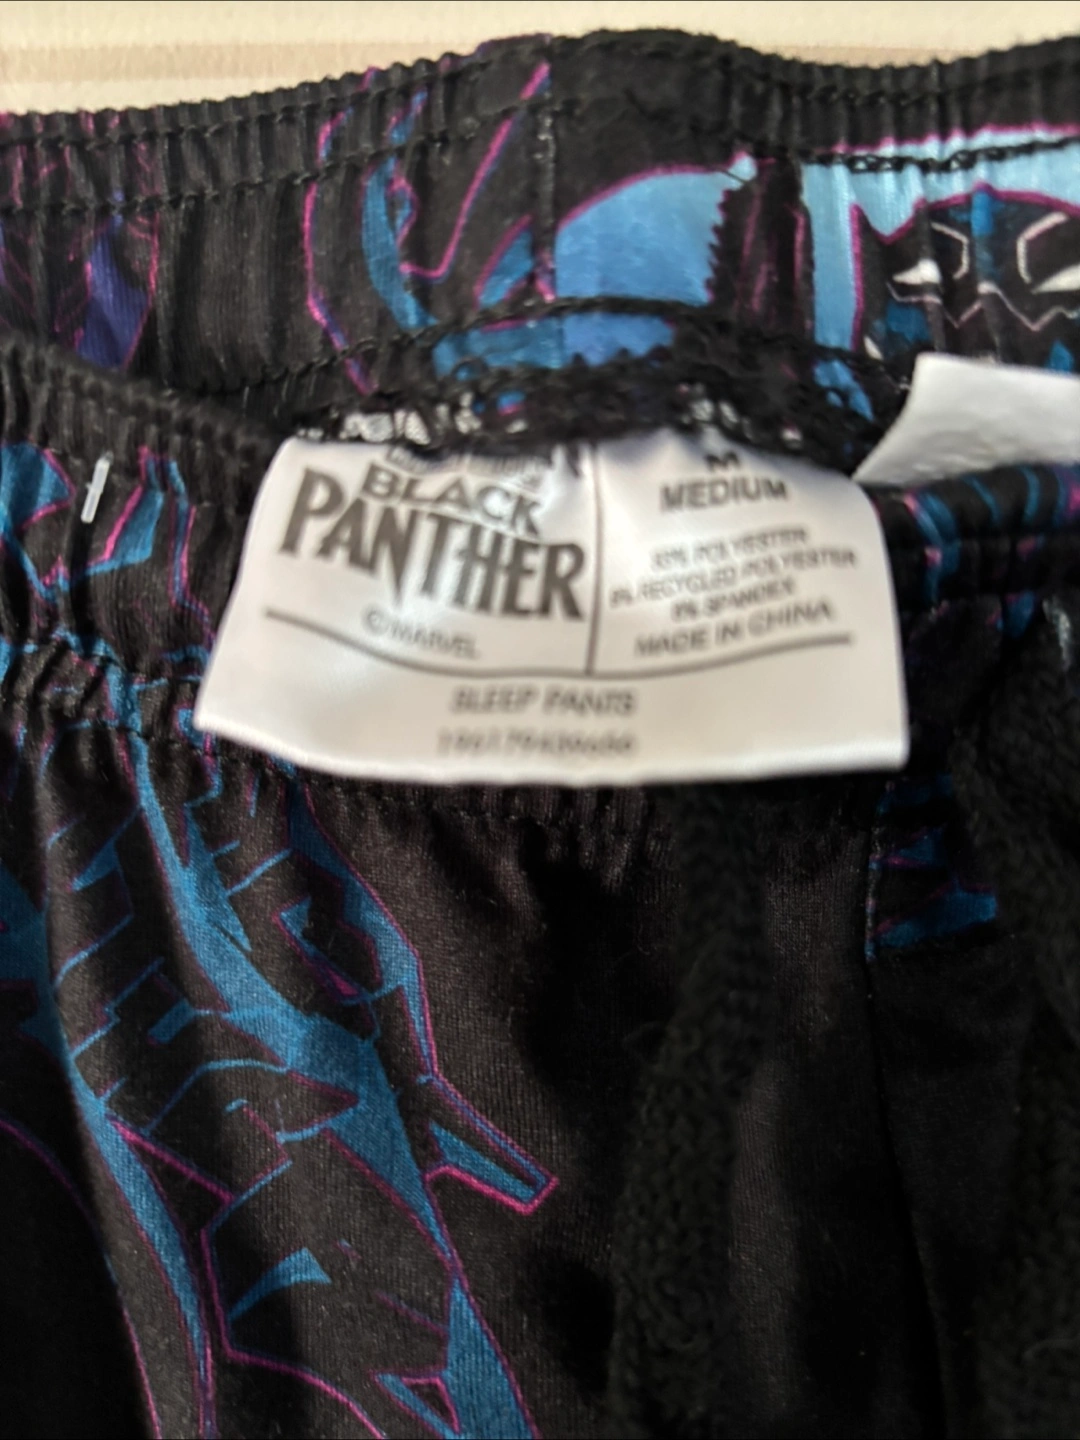 BLACK
PANTHER
©MARVEL
M
MEDIUM
POLYESTER
RECYCLED POLYESTER
SPANDEX
MADE IN CHINA
SLEEP PANTS